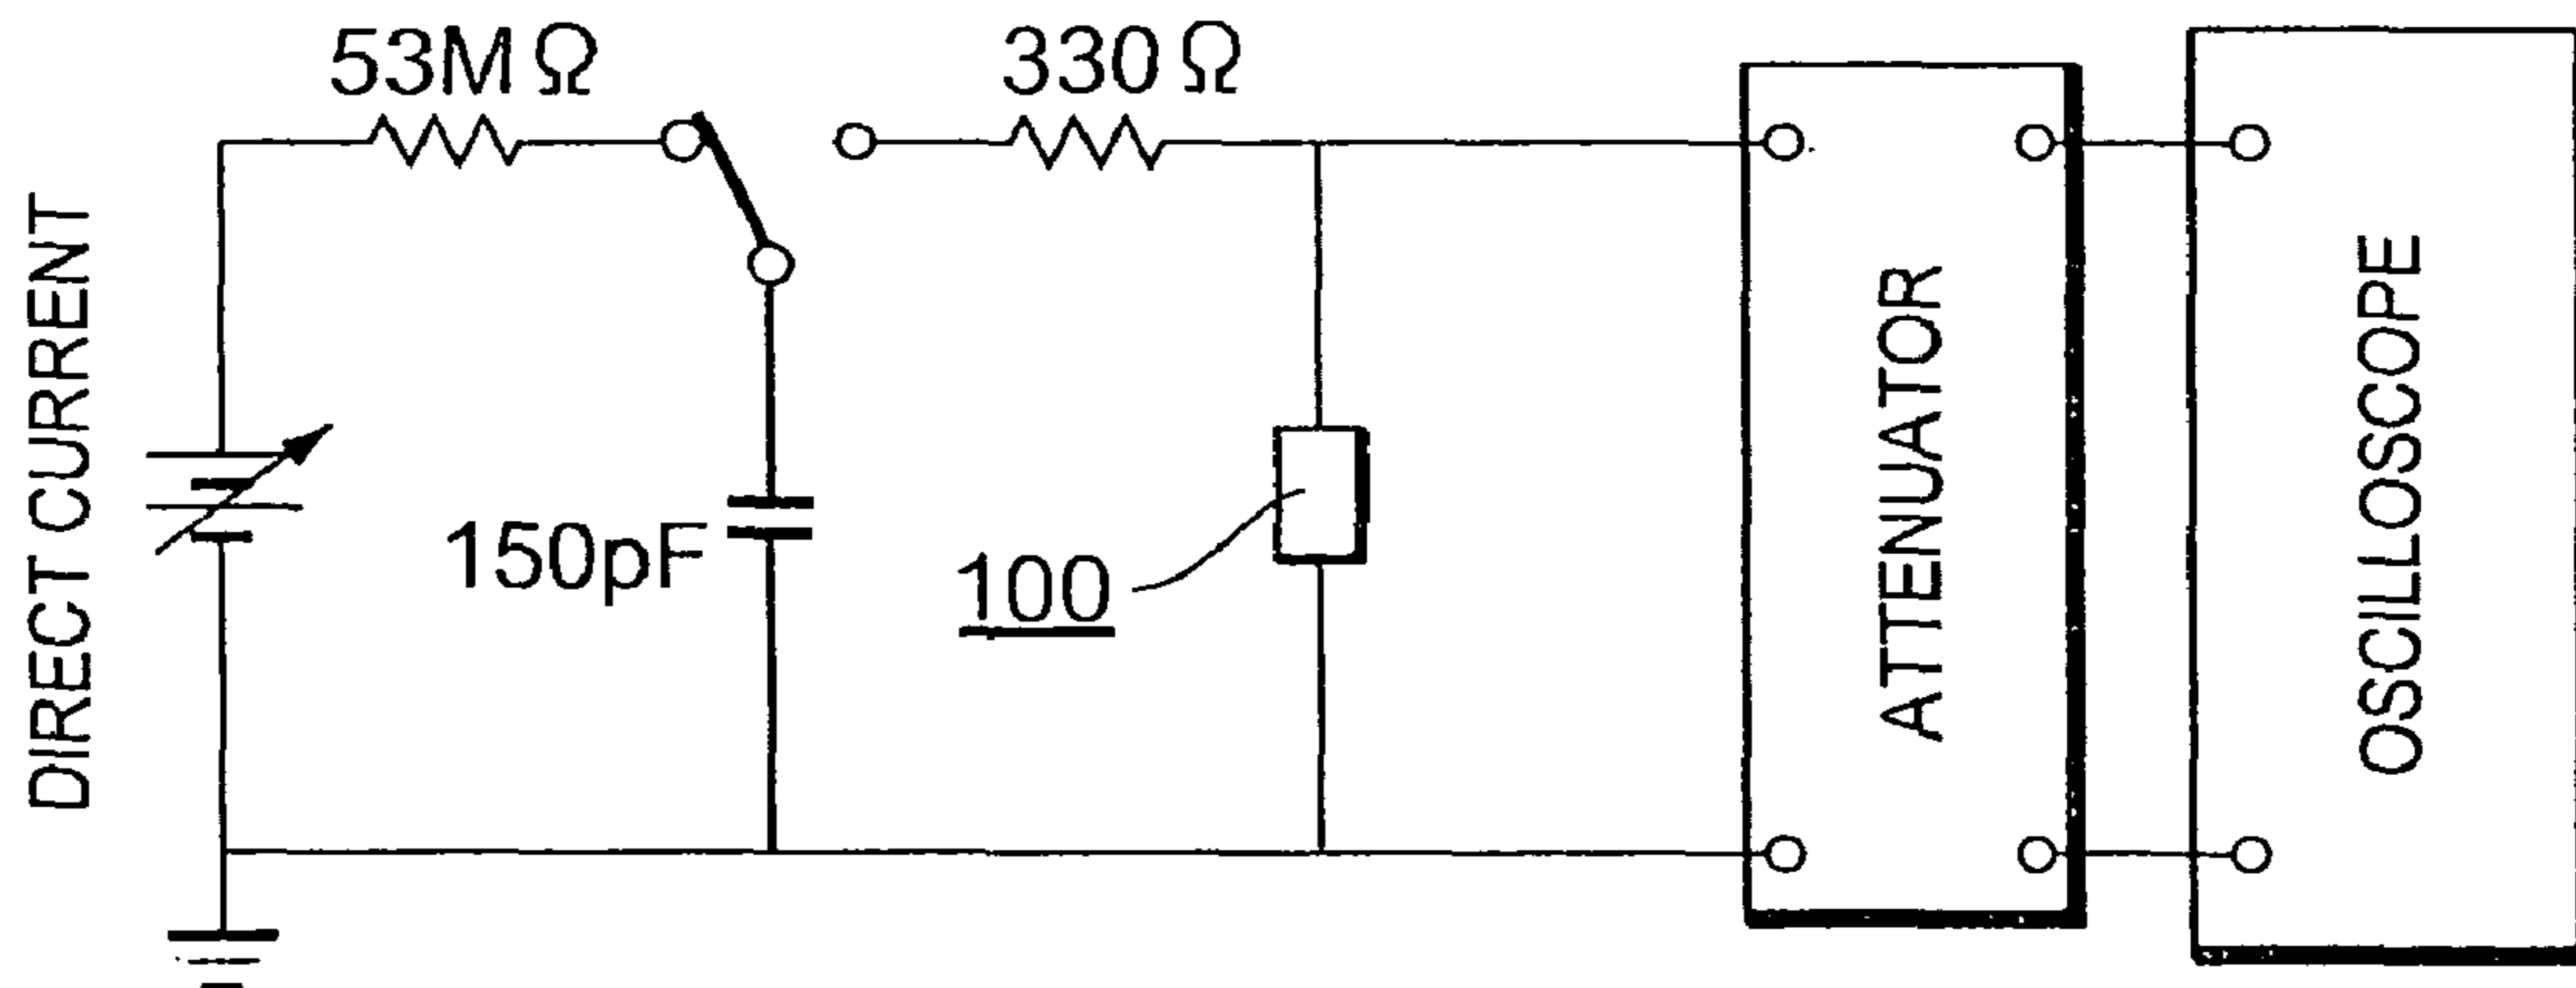 53MΩ
330Ω
DIRECT CURRENT
150pF
100
ATTENUATOR
OSCILLOSCOPE